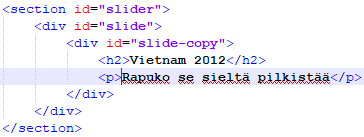 <section id="slider">
<div id="slide">
<div id="slide-copy">
<h2>Vietnam 2012</h2>
<p>Rapuko se sieltä pilkistää</p>
</div>
</div>
</section>